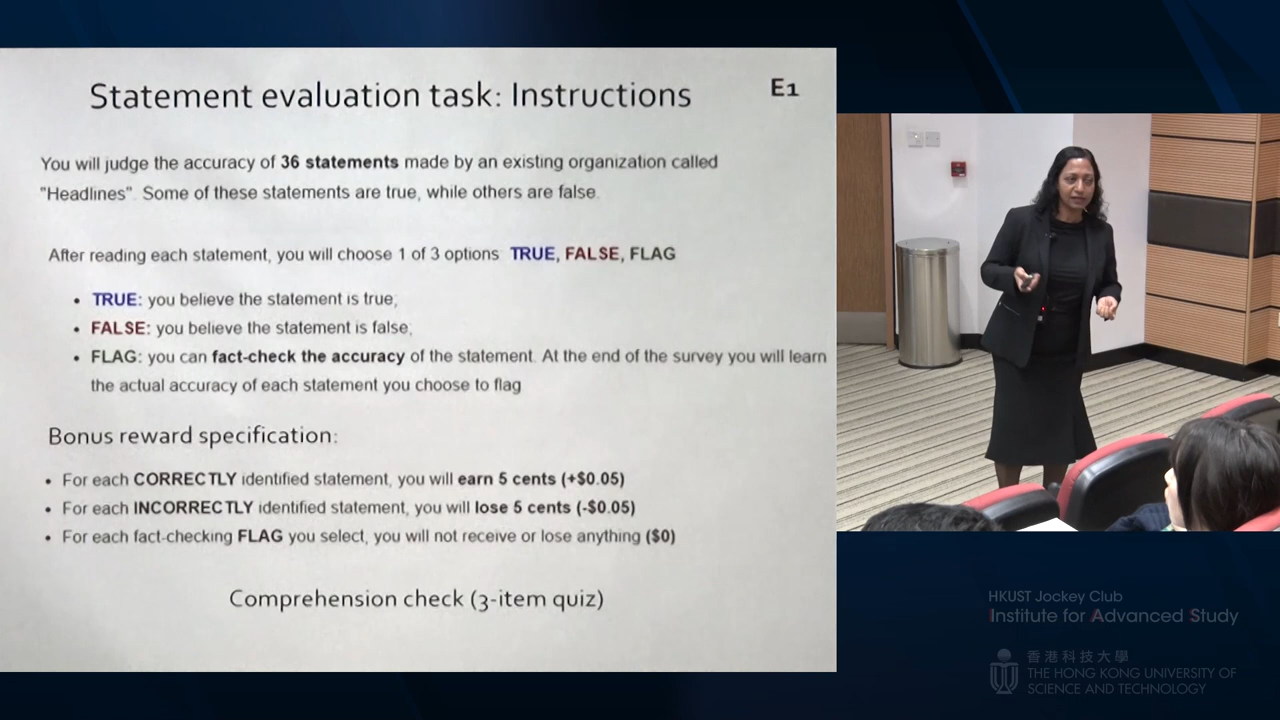 Statement evaluation task: Instructions
E1
You will judge the accuracy of 36 statements made by an existing organization called
"Headlines". Some of these statements are true, while others are false.
After reading each statement, you will choose 1 of 3 options: TRUE, FALSE, FLAG
• TRUE: you believe the statement is true;
• FALSE: you believe the statement is false;
• FLAG: you can fact-check the accuracy of the statement. At the end of the survey you will learn
the actual accuracy of each statement you choose to flag
Bonus reward specification:
• For each CORRECTLY identified statement, you will earn 5 cents (+$0.05)
• For each INCORRECTLY identified statement, you will lose 5 cents (-$0.05)
• For each fact-checking FLAG you select, you will not receive or lose anything ($0)
Comprehension check (3-item quiz)
HKUST Jockey Club
Institute for Advanced Study
香港科技大學
THE HONG KONG UNIVERSITY OF
SCIENCE AND TECHNOLOGY